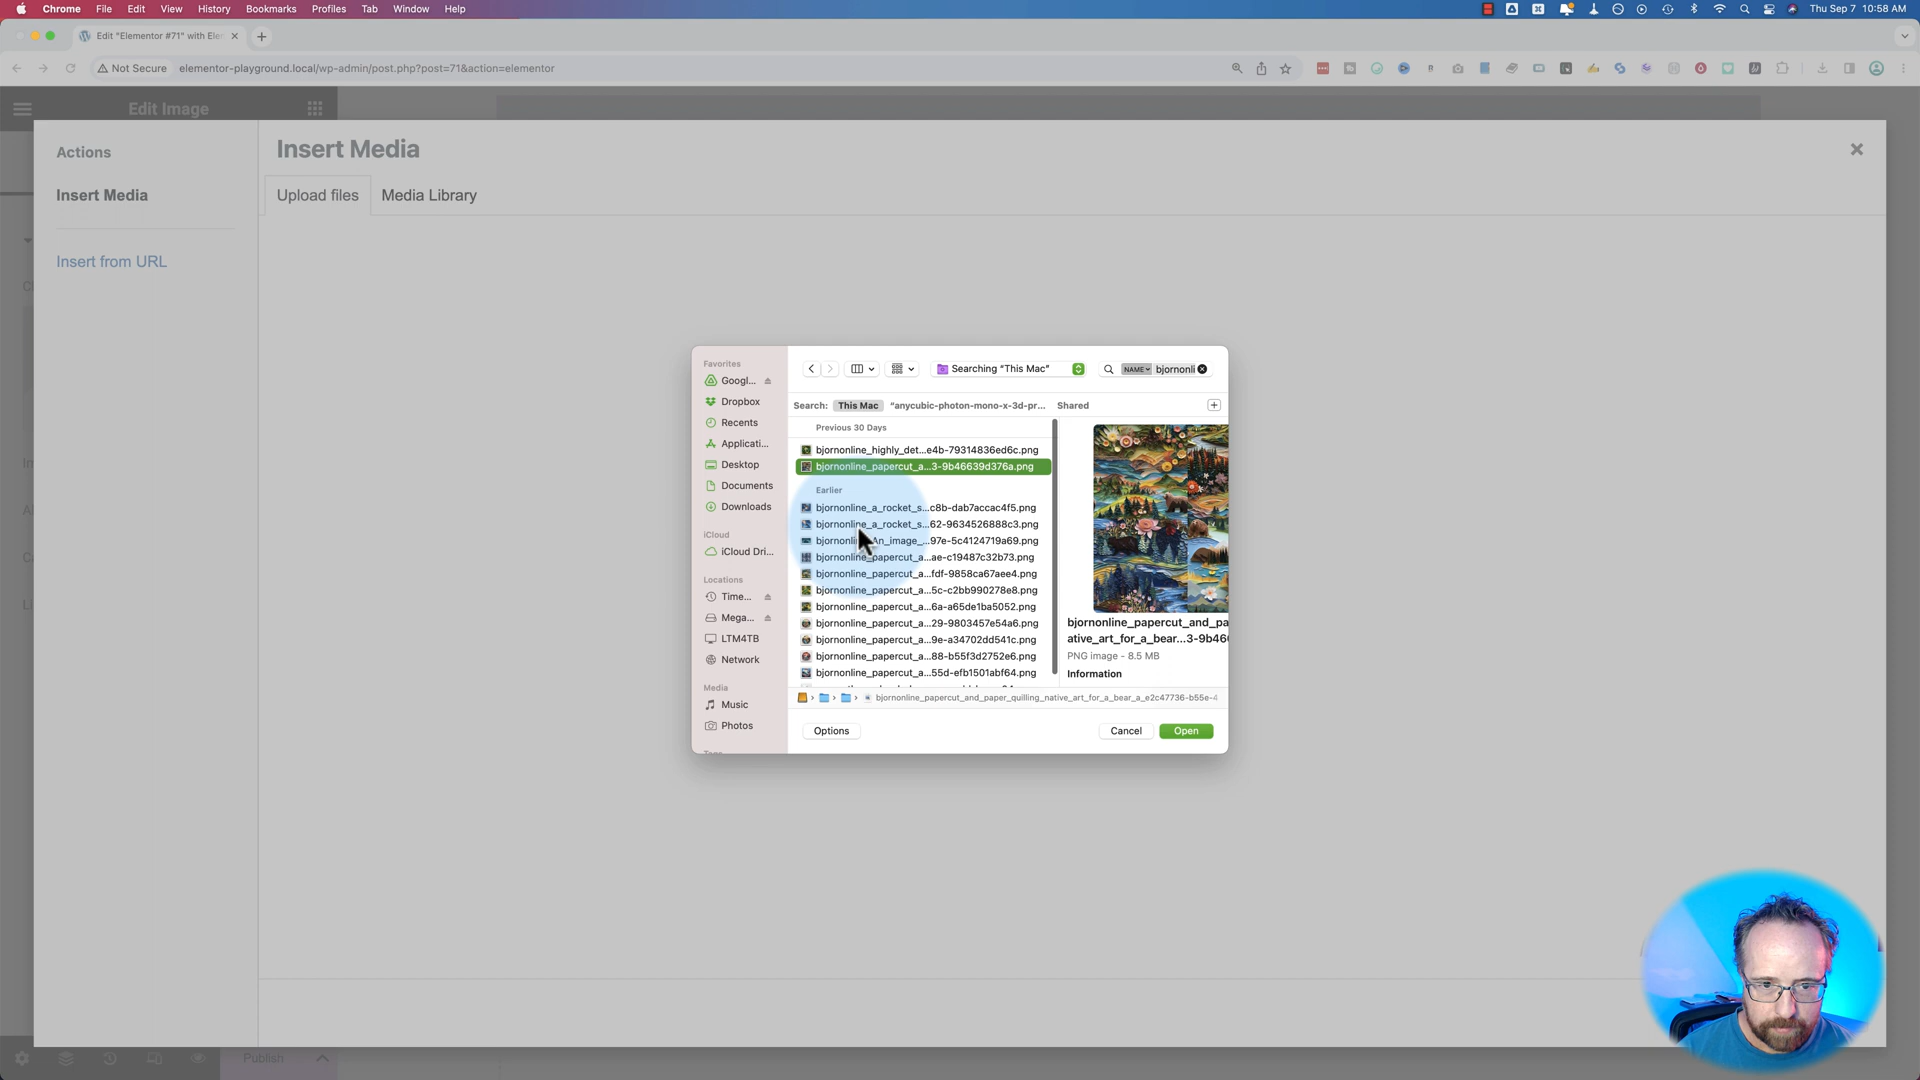 Chrome File Edit View History Bookmarks Profiles Tab Window Help
Thu Sep 7 10:58 AM
Edit "Elementor #71" with Ele
Not Secure elementor-playground.local/wp-admin/post.php?post=71&action=elementor
Edit Image
Actions
Insert Media
Insert from URL
Insert Media
Upload files Media Library
Favorites
Googl...
Dropbox
Recents
Applicati...
Desktop
Documents
Downloads
iCloud
iCloud Dri...
Locations
Time...
Mega...
LTM4TB
Network
Media
Music
Photos
Searching “This Mac”
NAME bjornonli
Search: This Mac “anycubic-photon-mono-x-3d-pr... Shared
Previous 30 Days
bjornonline_highly_det...e4b-79314836ed6c.png
bjornonline_papercut_a...3-9b46639d376a.png
Earlier
bjornonline_a_rocket_s...c8b-dab7accac4f5.png
bjornonline_a_rocket_s...62-9634526888c3.png
bjornonline_An_image_...97e-5c4124719a69.png
bjornonline_papercut_a...ae-c19487c32b73.png
bjornonline_papercut_a...fdf-9858ca67aee4.png
bjornonline_papercut_a...5c-c2bb990278e8.png
bjornonline_papercut_a...6a-a65de1ba5052.png
bjornonline_papercut_a...29-9803457e54a6.png
bjornonline_papercut_a...9e-a34702dd541c.png
bjornonline_papercut_a...88-b55f3d2752e6.png
bjornonline_papercut_a...55d-efb1501abf64.png
bjornonline_papercut_and_pa
ative_art_for_a_bear...3-9b46
PNG image - 8.5 MB
Information
bjornonline_papercut_and_paper_quilling_native_art_for_a_bear_a_e2c47736-b55e-4
Options Cancel Open
Publish